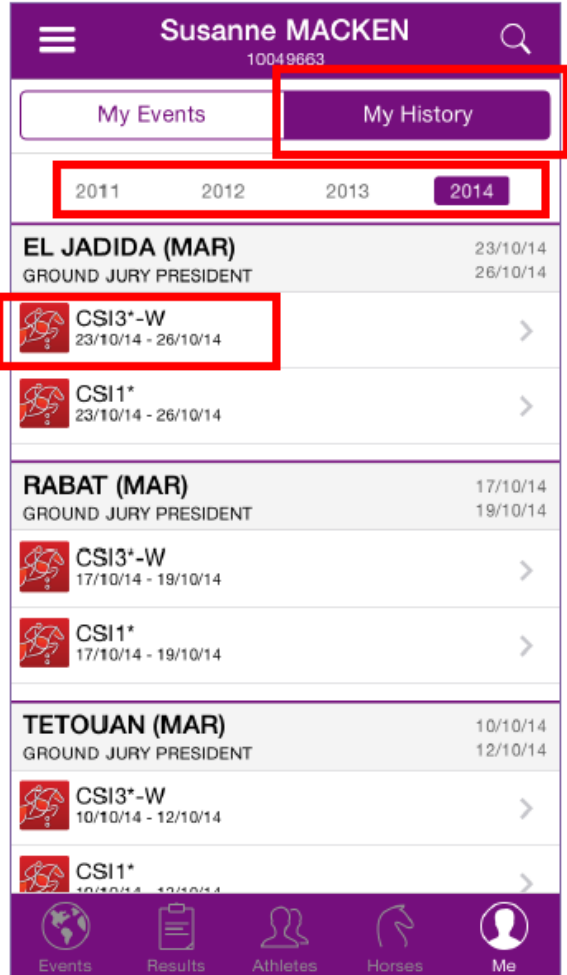 Susanne MACKEN
10049663
My Events My History
2011 2012 2013 2014
EL JADIDA (MAR) 23/10/14
GROUND JURY PRESIDENT 26/10/14
CSI3*-W
23/10/14 - 26/10/14
CSI1*
23/10/14 - 26/10/14
RABAT (MAR) 17/10/14
GROUND JURY PRESIDENT 19/10/14
CSI3*-W
17/10/14 - 19/10/14
CSI1*
17/10/14 - 19/10/14
TETOUAN (MAR) 10/10/14
GROUND JURY PRESIDENT 12/10/14
CSI3*-W
10/10/14 - 12/10/14
CSI1*
Events Results Athletes Horses Me